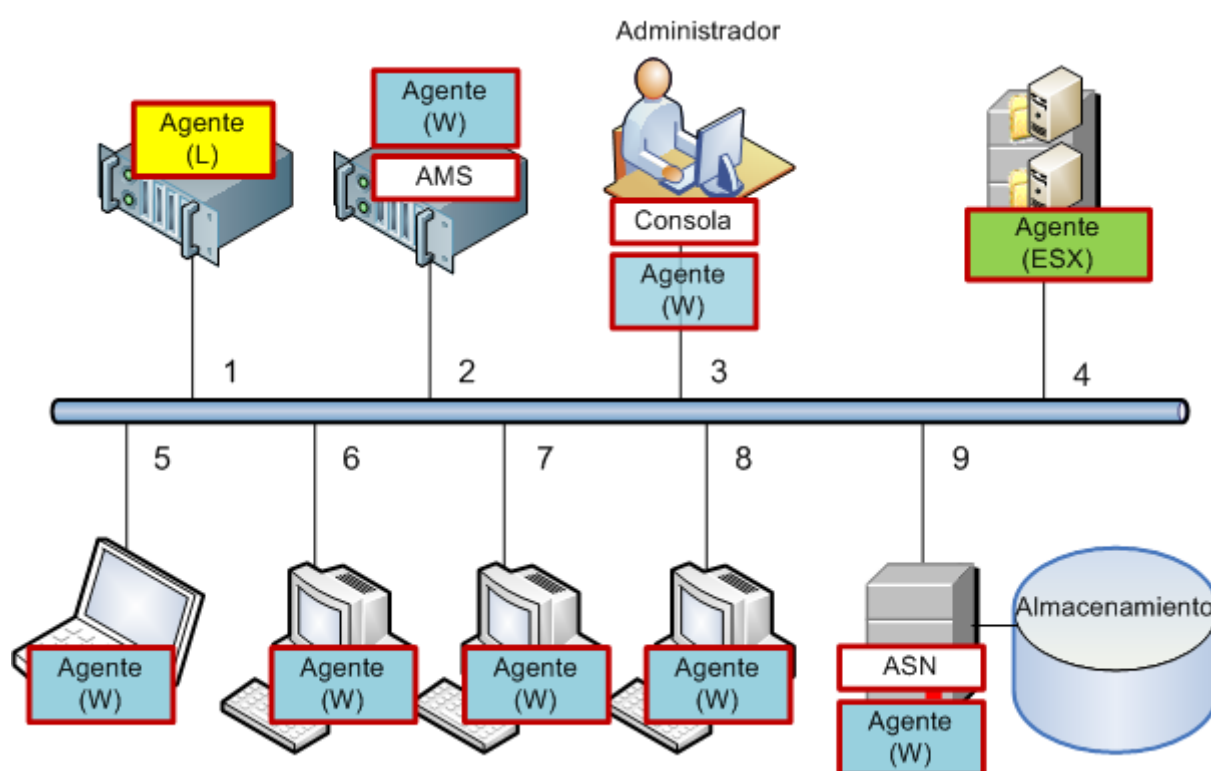 Administrador
Agente
(L)
Agente
(W)
AMS
Consola
Agente
(W)
Agente
(ESX)
1
2
3
4
5
6
7
8
9
Agente
(W)
Agente
(W)
Agente
(W)
Agente
(W)
ASN
Agente
(W)
Almacenamiento